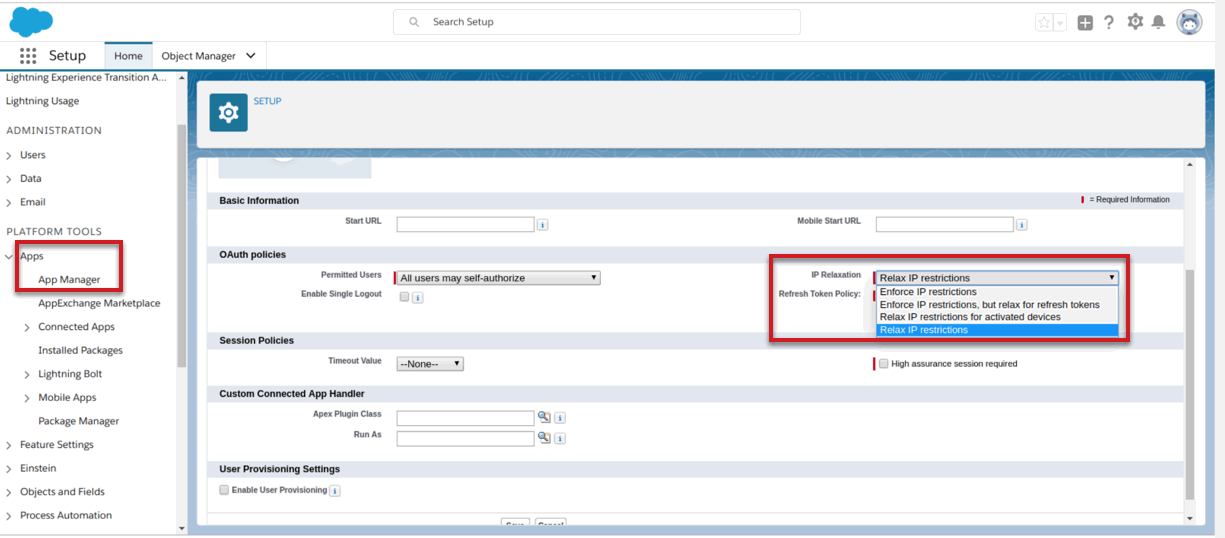 Search Setup
Setup
Home
Object Manager
Lightning Experience Transition A...
Lightning Usage
ADMINISTRATION
Users
Data
Email
PLATFORM TOOLS
Apps
App Manager
AppExchange Marketplace
Connected Apps
Installed Packages
Lightning Bolt
Mobile Apps
Package Manager
Feature Settings
Einstein
Objects and Fields
Process Automation
SETUP
Basic Information
= Required Information
Start URL
Mobile Start URL
OAuth policies
Permitted Users All users may self-authorize
IP Relaxation Relax IP restrictions
Enforce IP restrictions
Enforce IP restrictions, but relax for refresh tokens
Relax IP restrictions for activated devices
Relax IP restrictions
Enable Single Logout
Refresh Token Policy:
Session Policies
Timeout Value --None--
High assurance session required
Custom Connected App Handler
Apex Plugin Class
Run As
User Provisioning Settings
Enable User Provisioning
Save Cancel